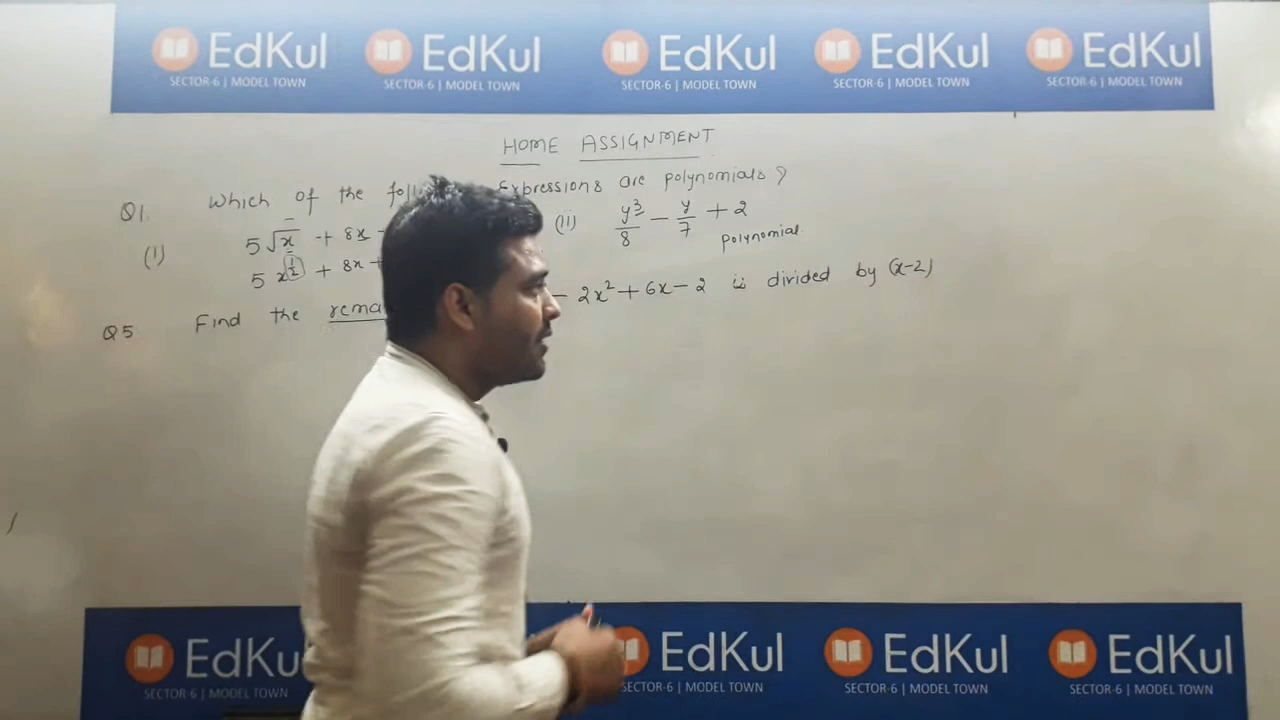 EdKul EdKul EdKul EdKul EdKul
SECTOR-6 | MODEL TOWN SECTOR-6 | MODEL TOWN SECTOR-6 | MODEL TOWN SECTOR-6 | MODEL TOWN SECTOR-6 | MODEL TOWN
HOME ASSIGNMENT
Q1. Which of the Expressions are polynomials?
(i) 5√x + 8x (ii) y³/8 - y/7 + 2
5 x^(1/2) + 8x + polynomial
Q5 Find the - 2x² + 6x - 2 is divided by (x-2)
EdKu EdKul EdKul EdKul
SECTOR-6 | MODEL TOWN SECTOR-6 | MODEL TOWN SECTOR-6 | MODEL TOWN SECTOR-6 | MODEL TOWN